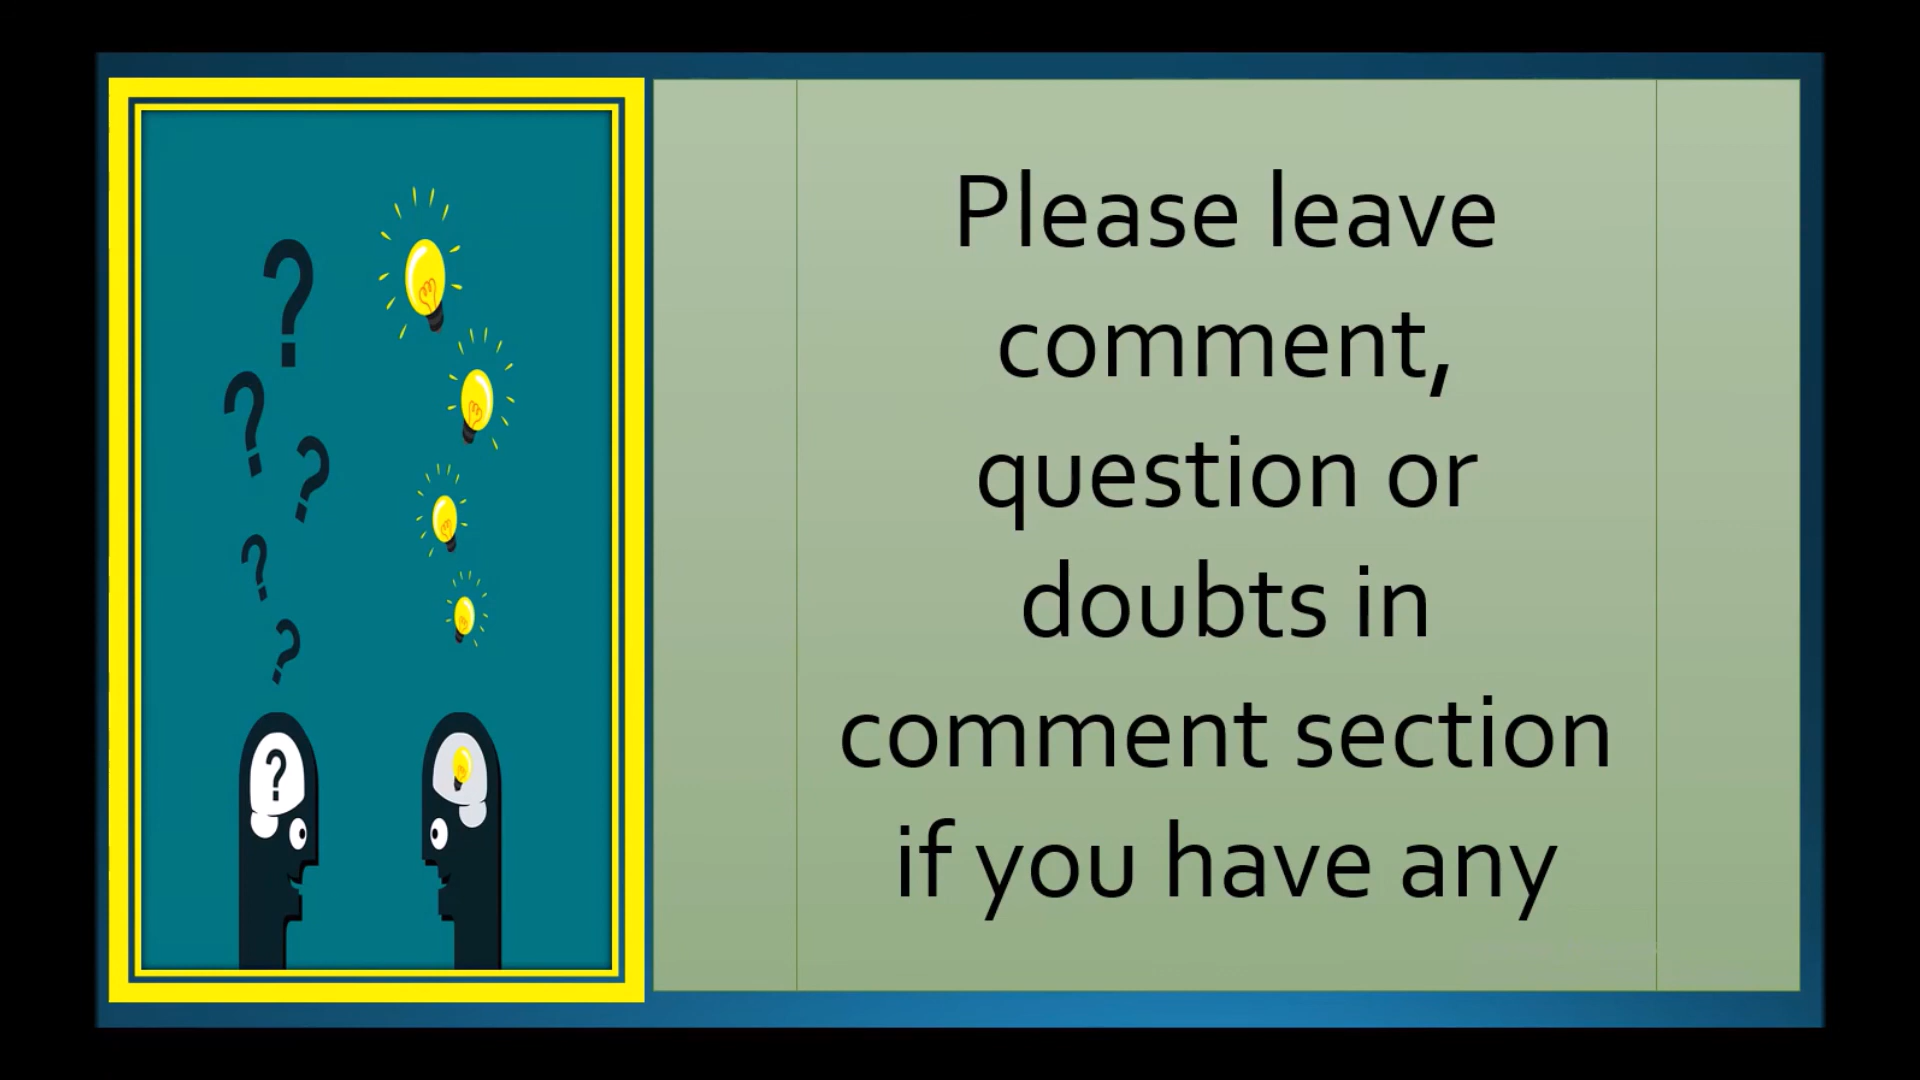 Please leave
comment,
question or
doubts in
comment section
if you have any